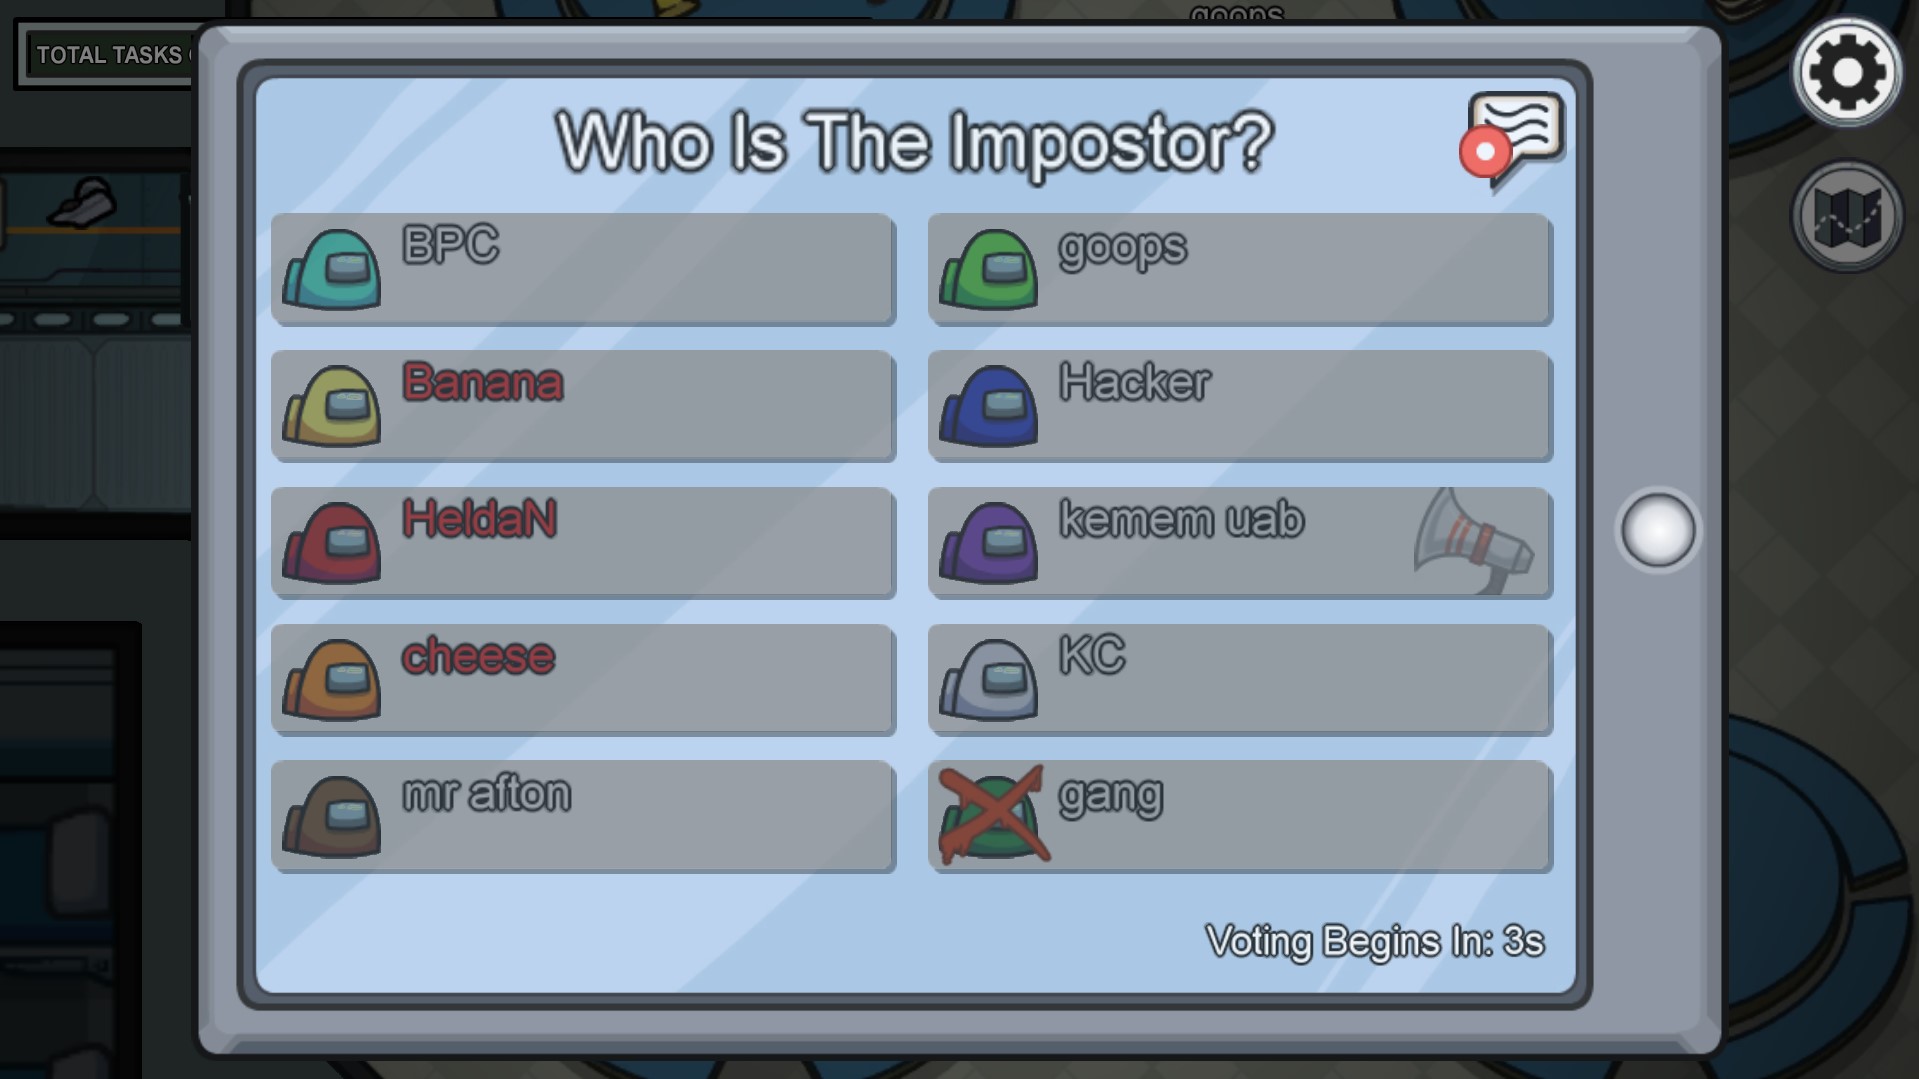 goops
TOTAL TASKS
Who Is The Impostor?
BPC
goops
Banana
Hacker
HeldaN
kemem uab
cheese
KC
mr afton
gang
Voting Begins In: 3s